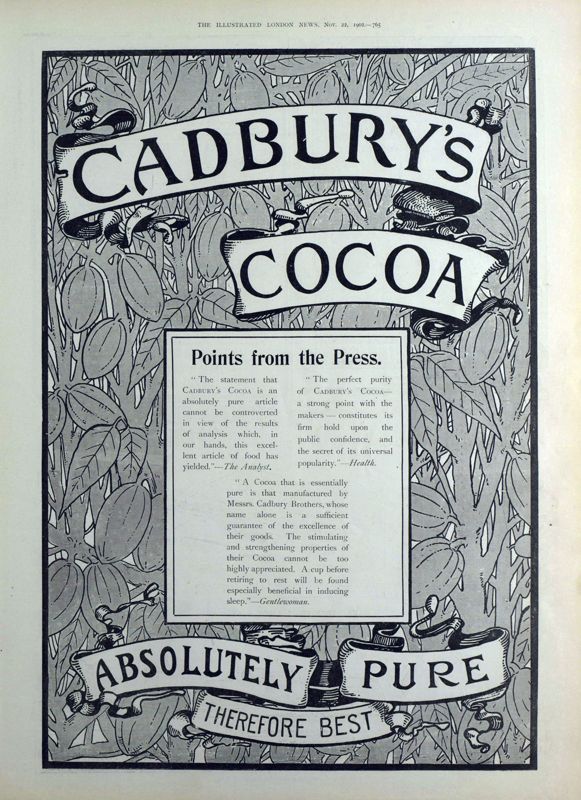 THE ILLUSTRATED LONDON NEWS, Nov. 22, 1902.—765
CADBURY'S
COCOA
Points from the Press.
" The statement that
CADBURY'S COCOA is an
absolutely pure article
cannot be controverted
in view of the results
of analysis which, in
our hands, this excel-
lent article of food has
yielded."—The Analyst.
" The perfect purity
of CADBURY'S COCOA—
a strong point with the
makers — constitutes its
firm hold upon the
public confidence, and
the secret of its universal
popularity."—Health.
" A Cocoa that is essentially
pure is that manufactured by
Messrs. Cadbury Brothers, whose
name alone is a sufficient
guarantee of the excellence of
their goods. The stimulating
and strengthening properties of
their Cocoa cannot be too
highly appreciated. A cup before
retiring to rest will be found
especially beneficial in inducing
sleep."—Gentlewoman.
ABSOLUTELY PURE
THEREFORE BEST